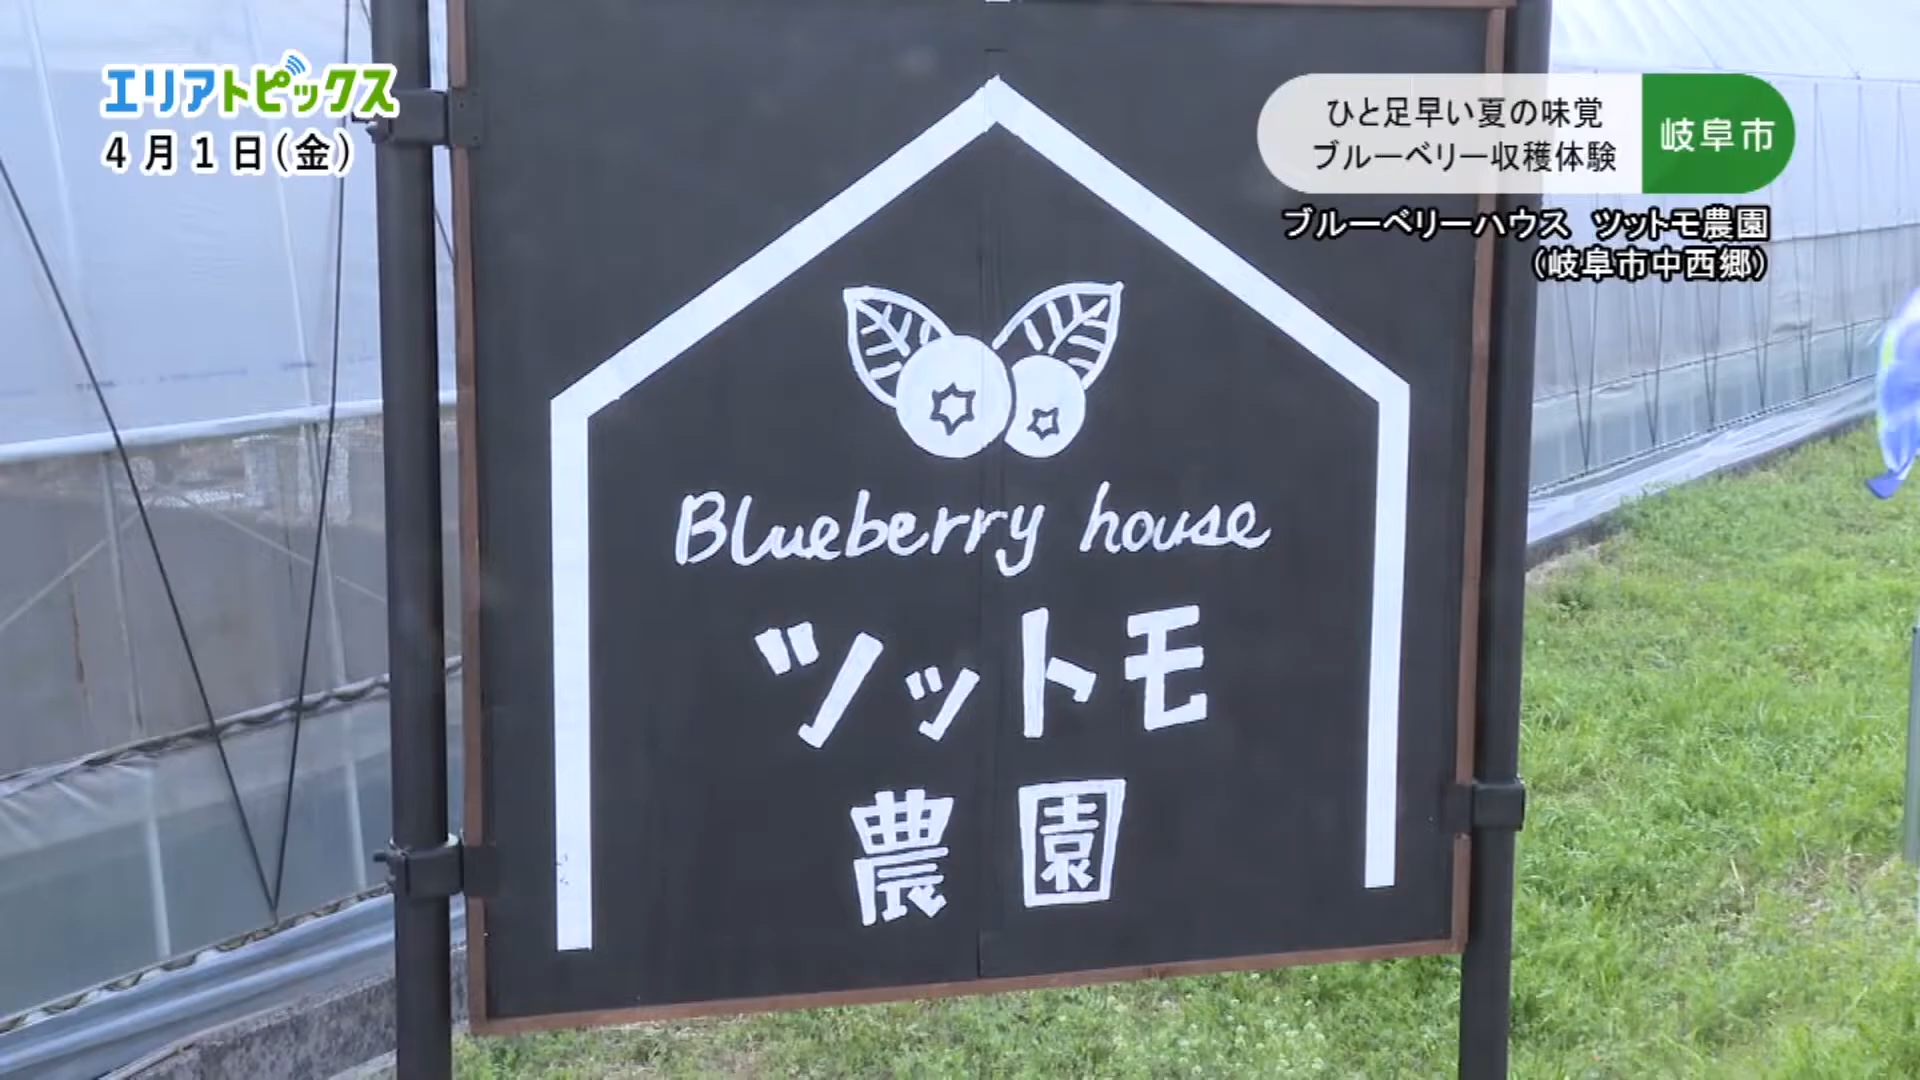 エリアトピックス
4月1日(金)
ひと足早い夏の味覚
ブルーベリー収穫体験
岐阜市
ブルーベリーハウス ツットモ農園
(岐阜市中西郷)
Blueberry house
ツットモ
農園